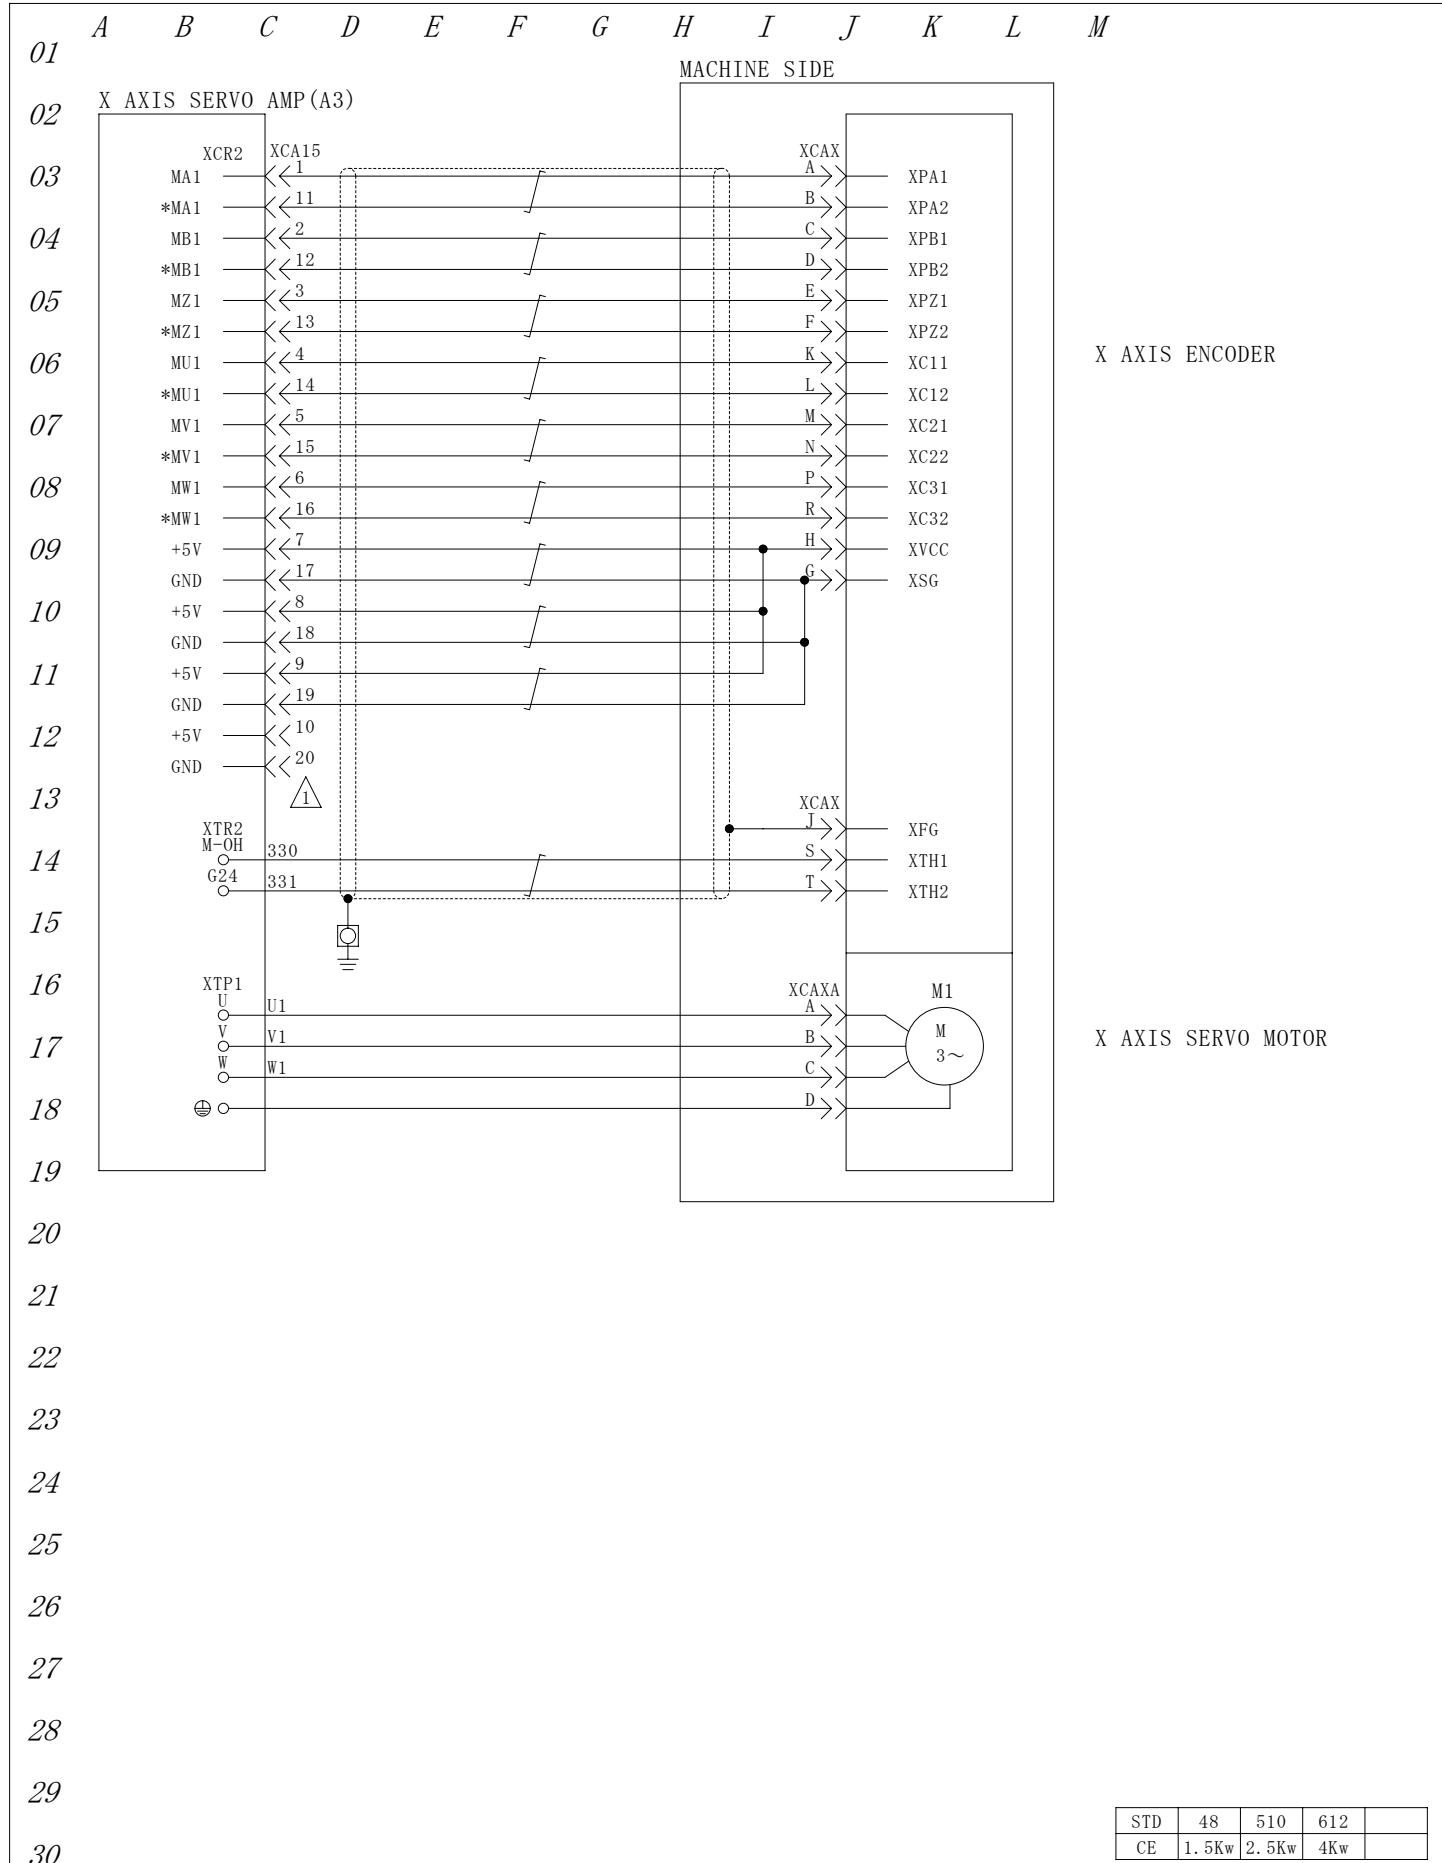 A B C D E F G H I J K L M
01
MACHINE SIDE
X AXIS SERVO AMP(A3)
02
XCR2 XCA15 XCAX
03 MA1 1 A XPA1
*MA1 11 B XPA2
04 MB1 2 C XPB1
*MB1 12 D XPB2
05 MZ1 3 E XPZ1
*MZ1 13 F XPZ2
06 MU1 4 K XC11 X AXIS ENCODER
*MU1 14 L XC12
07 MV1 5 M XC21
*MV1 15 N XC22
08 MW1 6 P XC31
*MW1 16 R XC32
09 +5V 7 H XVCC
GND 17 G XSG
10 +5V 8
GND 18
11 +5V 9
GND 19
12 +5V 10
GND 20
13 1 XCAX
XTR2 J XFG
14 M-OH 330 S XTH1
G24 331 T XTH2
15
16 XTP1 XCAXA M1
U U1 A
17 V V1 B M X AXIS SERVO MOTOR
W W1 C 3~
18 D
19
20
21
22
23
24
25
26
27
28
29
STD 48 510 612
30 CE 1.5Kw 2.5Kw 4Kw